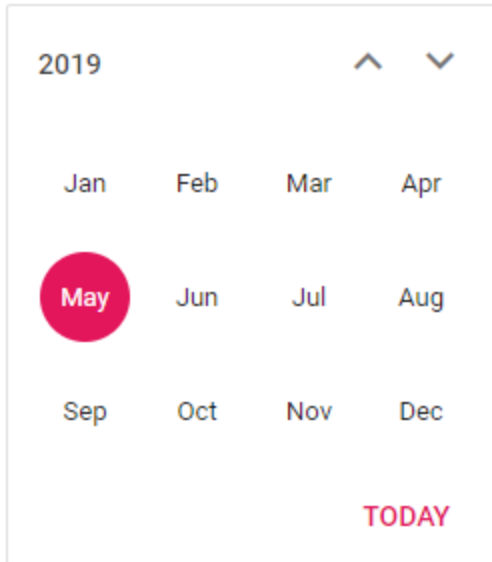 2019
Jan Feb Mar Apr
May Jun Jul Aug
Sep Oct Nov Dec
TODAY